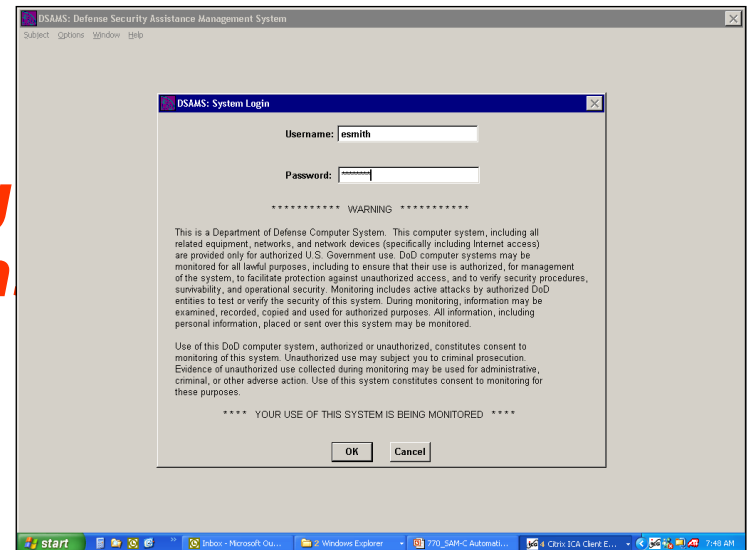 DSAMS: Defense Security Assistance Management System
Subject Options Window Help
DSAMS: System Login
Username: esmith
Password: ********
* * * * * * * * * * * WARNING * * * * * * * * * * *
This is a Department of Defense Computer System. This computer system, including all
related equipment, networks, and network devices (specifically including Internet access)
are provided only for authorized U.S. Government use. DoD computer systems may be
monitored for all lawful purposes, including to ensure that their use is authorized, for management
of the system, to facilitate protection against unauthorized access, and to verify security procedures,
survivability, and operational security. Monitoring includes active attacks by authorized DoD
entities to test or verify the security of this system. During monitoring, information may be
examined, recorded, copied and used for authorized purposes. All information, including
personal information, placed or sent over this system may be monitored.
Use of this DoD computer system, authorized or unauthorized, constitutes consent to
monitoring of this system. Unauthorized use may subject you to criminal prosecution.
Evidence of unauthorized use collected during monitoring may be used for administrative,
criminal, or other adverse action. Use of this system constitutes consent to monitoring for
these purposes.
* * * * YOUR USE OF THIS SYSTEM IS BEING MONITORED * * * *
OK Cancel
start Inbox - Microsoft Ou... 2 Windows Explorer 770_SAM-C Automati... 4 Citrix ICA Client E... 7:48 AM